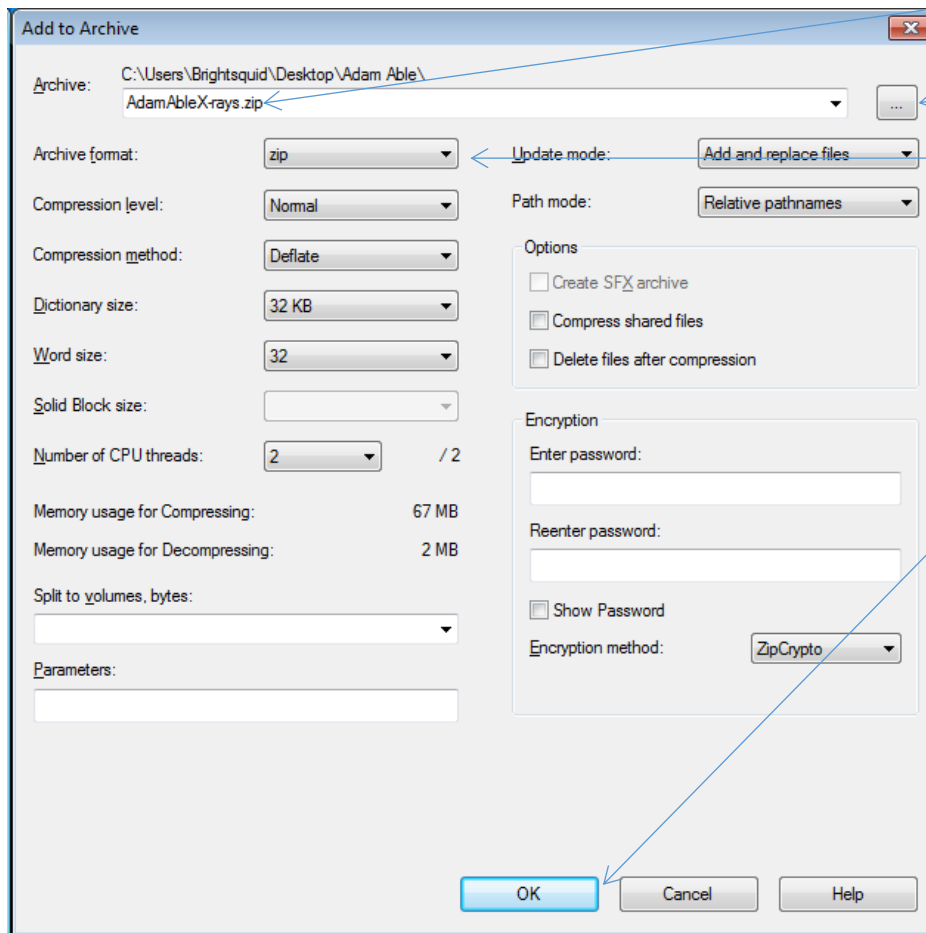 Add to Archive
C:\Users\Brightsquid\Desktop\Adam Able\
Archive:
AdamAbleX-rays.zip
...
Archive format:
zip
Update mode:
Add and replace files
Compression level:
Normal
Path mode:
Relative pathnames
Compression method:
Deflate
Options
Create SFX archive
Dictionary size:
32 KB
Compress shared files
Word size:
32
Delete files after compression
Solid Block size:
Encryption
Number of CPU threads:
2
/ 2
Enter password:
Memory usage for Compressing:
67 MB
Reenter password:
Memory usage for Decompressing:
2 MB
Split to volumes, bytes:
Show Password
Encryption method:
ZipCrypto
Parameters:
OK
Cancel
Help